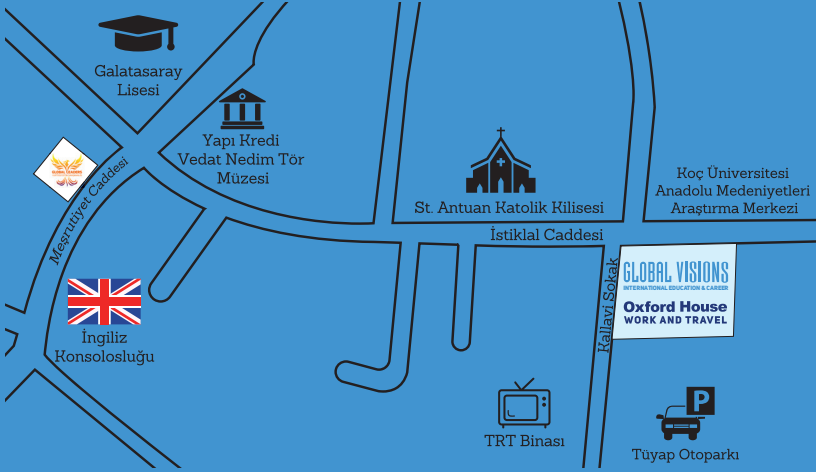 Galatasaray
Lisesi
Yapı Kredi
Vedat Nedim Tör
Müzesi
GLOBAL LEADERS
Meşrutiyet Caddesi
St. Antuan Katolik Kilisesi
Koç Üniversitesi
Anadolu Medeniyetleri
Araştırma Merkezi
İstiklal Caddesi
Kallavi Sokak
GLOBAL VISIONS
INTERNATIONAL EDUCATION & CAREER
Oxford House
WORK AND TRAVEL
İngiliz
Konsolosluğu
TRT Binası
P
Tüyap Otoparkı